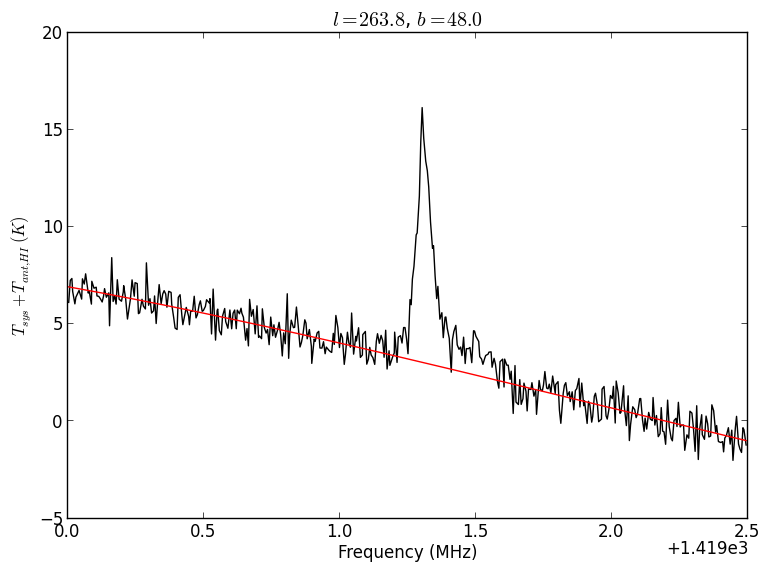 l = 263.8, b = 48.0
20
15
10
5
0
−5
T_sys + T_ant,HI (K)
0.0 0.5 1.0 1.5 2.0 2.5
Frequency (MHz)
+1.419e3